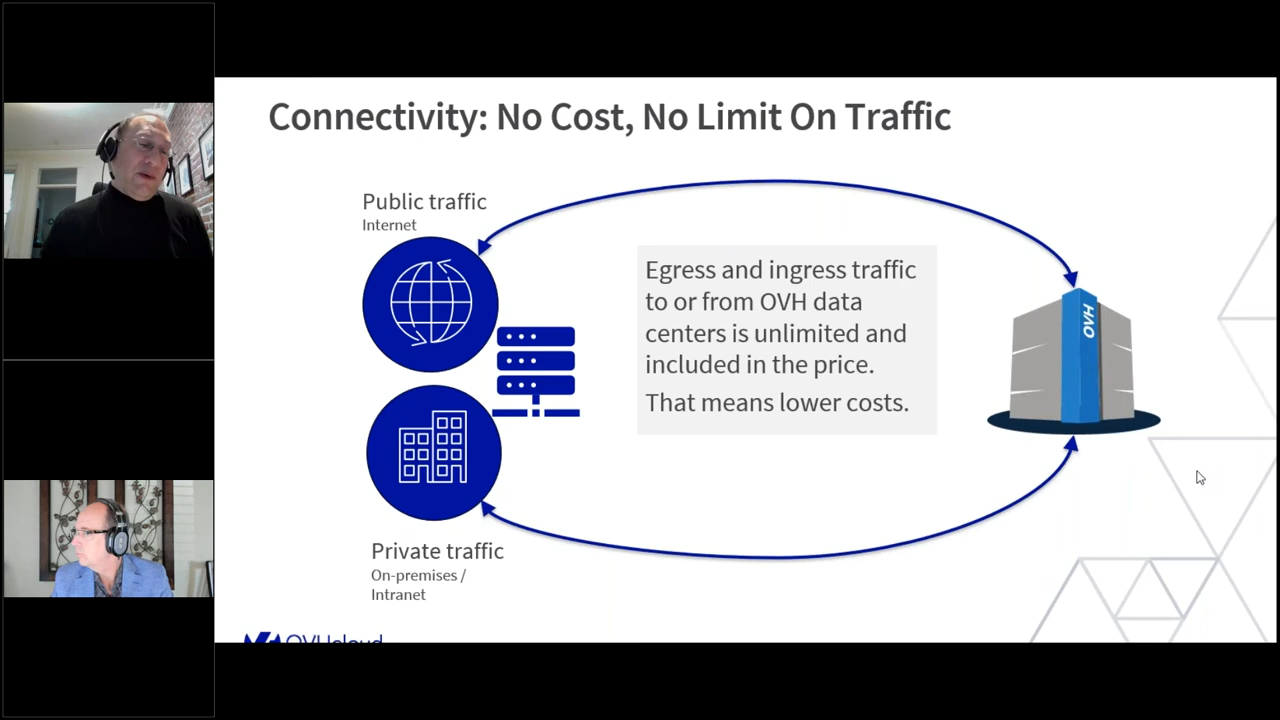 Connectivity: No Cost, No Limit On Traffic
Public traffic
Internet
Egress and ingress traffic
to or from OVH data
centers is unlimited and
included in the price.
That means lower costs.
OVH
Private traffic
On-premises /
Intranet
OVHcloud